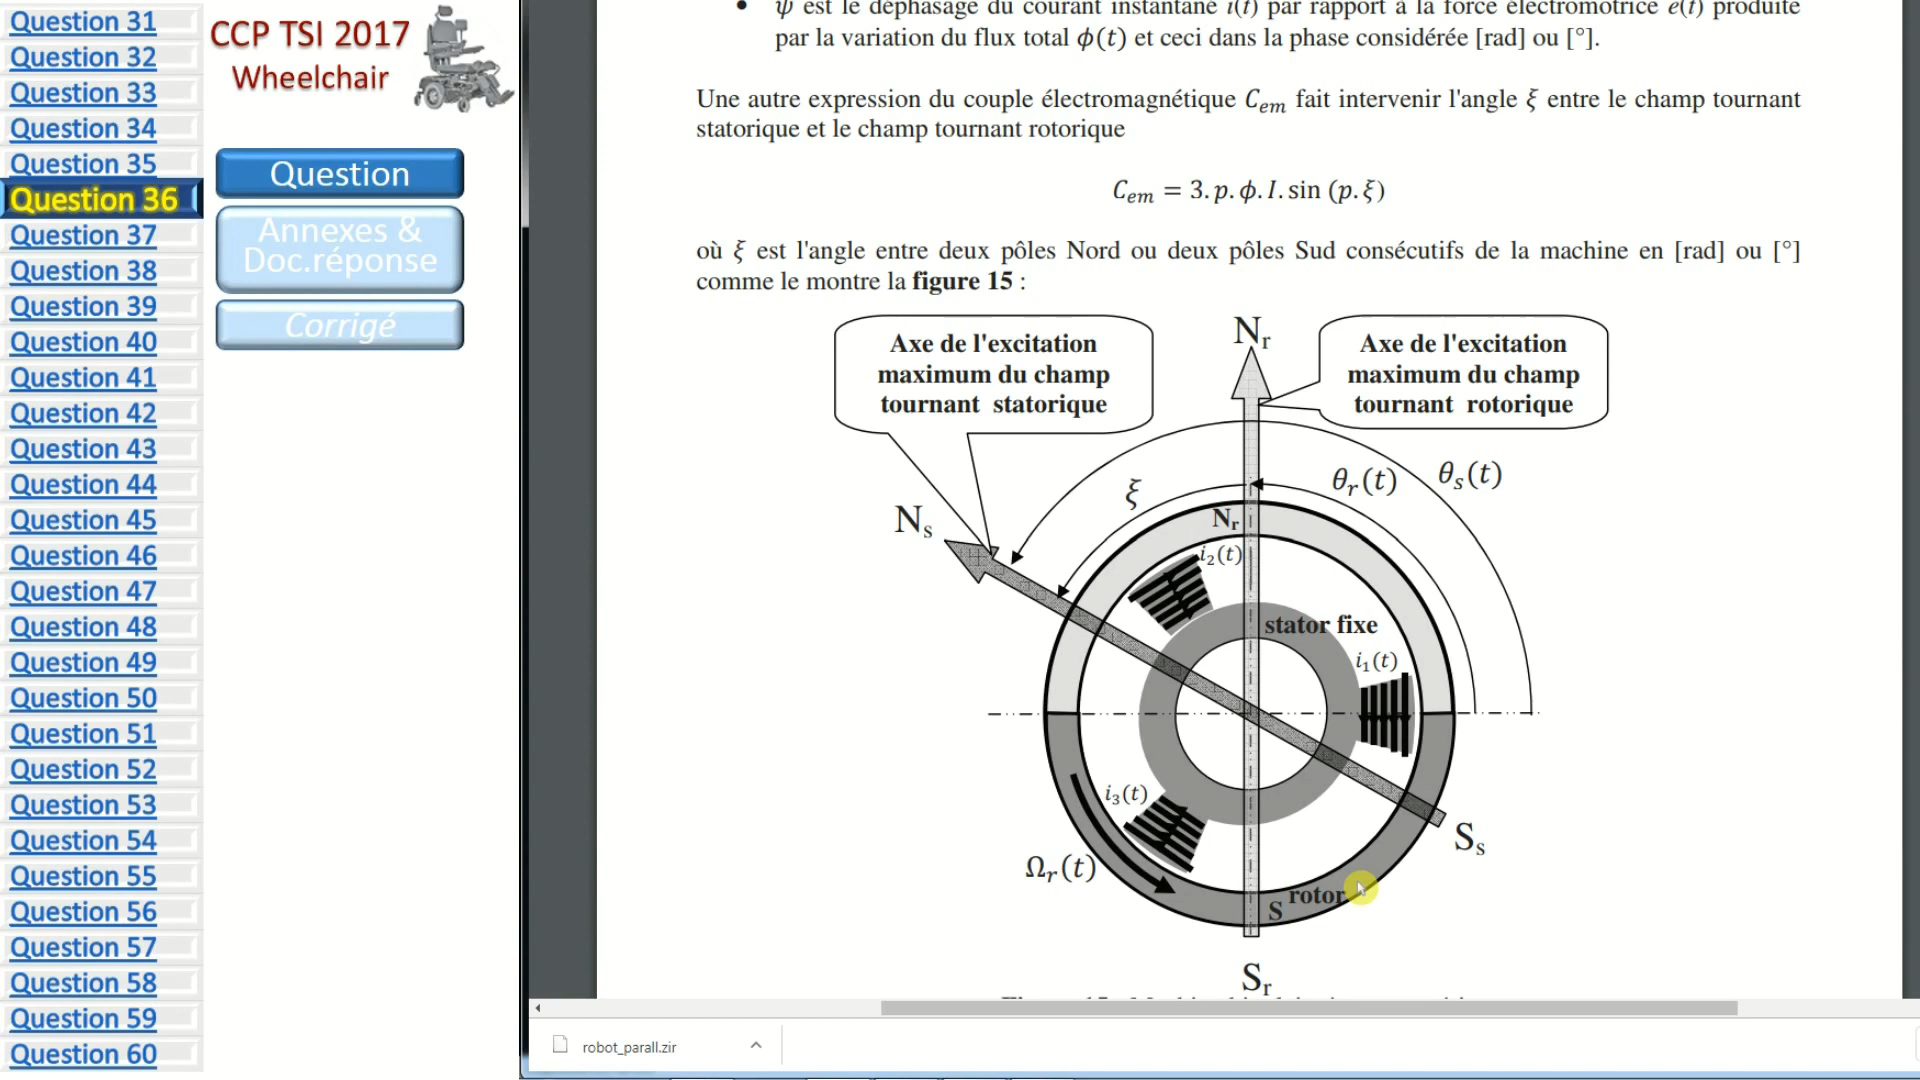 Question 31
Question 32
Question 33
Question 34
Question 35
Question 36
Question 37
Question 38
Question 39
Question 40
Question 41
Question 42
Question 43
Question 44
Question 45
Question 46
Question 47
Question 48
Question 49
Question 50
Question 51
Question 52
Question 53
Question 54
Question 55
Question 56
Question 57
Question 58
Question 59
Question 60
CCP TSI 2017
Wheelchair
Question
Annexes &
Doc.réponse
Corrigé
• ψ est le déphasage du courant instantané i(t) par rapport à la force électromotrice e(t) produite
par la variation du flux total ϕ(t) et ceci dans la phase considérée [rad] ou [°].
Une autre expression du couple électromagnétique Cem fait intervenir l'angle ξ entre le champ tournant
statorique et le champ tournant rotorique
Cem = 3. p. ϕ. I. sin (p. ξ)
où ξ est l'angle entre deux pôles Nord ou deux pôles Sud consécutifs de la machine en [rad] ou [°]
comme le montre la figure 15 :
Axe de l'excitation
maximum du champ
tournant statorique
Nr
Axe de l'excitation
maximum du champ
tournant rotorique
ξ
θr(t)
θs(t)
Ns
Nr
i2(t)
stator fixe
i1(t)
i3(t)
Ss
Ωr(t)
rotor
S
Sr
robot_parall.zir